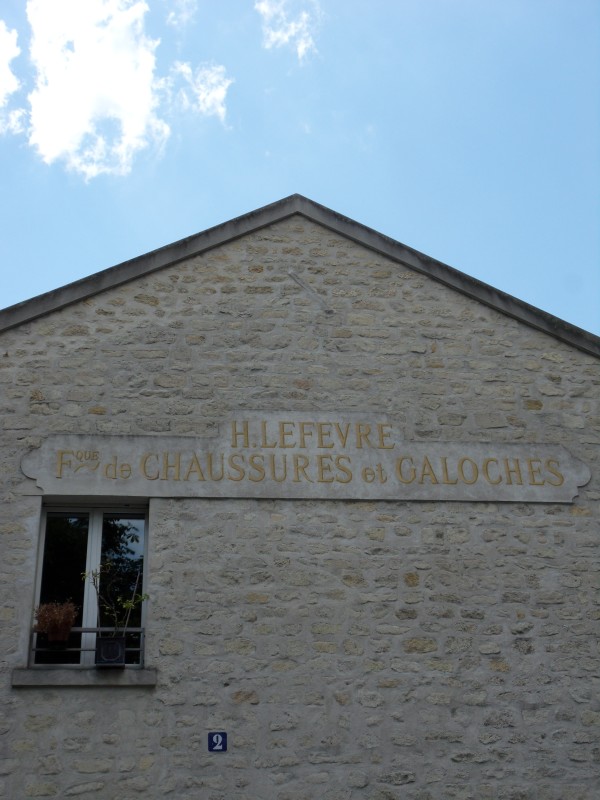 H. LEFEVRE
Fque de CHAUSSURES et GALOCHES
2